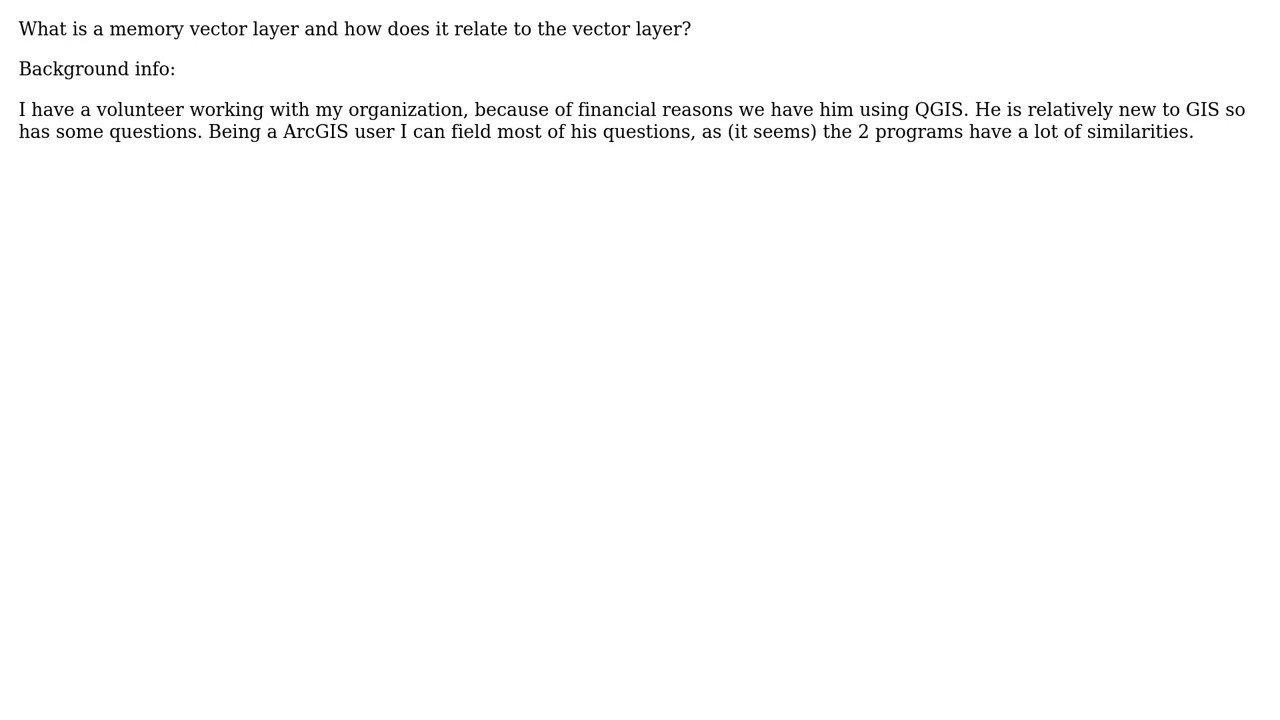 What is a memory vector layer and how does it relate to the vector layer?
Background info:
I have a volunteer working with my organization, because of financial reasons we have him using QGIS. He is relatively new to GIS so
has some questions. Being a ArcGIS user I can field most of his questions, as (it seems) the 2 programs have a lot of similarities.